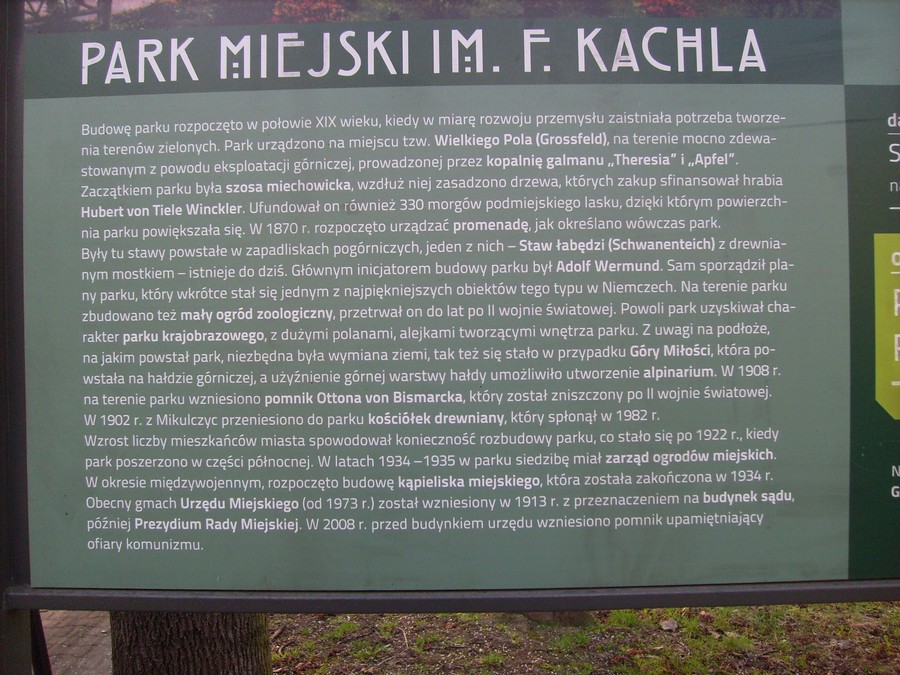 PARK MIEJSKI IM. F. KACHLA
Budowę parku rozpoczęto w połowie XIX wieku, kiedy w miarę rozwoju przemysłu zaistniała potrzeba tworze-
nia terenów zielonych. Park urządzono na miejscu tzw. Wielkiego Pola (Grossfeld), na terenie mocno zdewa-
stowanym z powodu eksploatacji górniczej, prowadzonej przez kopalnię galmanu „Theresia" i „Apfel".
Zaczątkiem parku była szosa miechowicka, wzdłuż niej zasadzono drzewa, których zakup sfinansował hrabia
Hubert von Tiele Winckler. Ufundował on również 330 morgów podmiejskiego lasku, dzięki którym powierzch-
nia parku powiększała się. W 1870 r. rozpoczęto urządzać promenadę, jak określano wówczas park.
Były tu stawy powstałe w zapadliskach pogórniczych, jeden z nich – Staw łabędzi (Schwanenteich) z drewnia-
nym mostkiem – istnieje do dziś. Głównym inicjatorem budowy parku był Adolf Wermund. Sam sporządził pla-
ny parku, który wkrótce stał się jednym z najpiękniejszych obiektów tego typu w Niemczech. Na terenie parku
zbudowano też mały ogród zoologiczny, przetrwał on do lat po II wojnie światowej. Powoli park uzyskiwał cha-
rakter parku krajobrazowego, z dużymi polanami, alejkami tworzącymi wnętrza parku. Z uwagi na podłoże,
na jakim powstał park, niezbędna była wymiana ziemi, tak też się stało w przypadku Góry Miłości, która po-
wstała na hałdzie górniczej, a użyźnienie górnej warstwy hałdy umożliwiło utworzenie alpinarium. W 1908 r.
na terenie parku wzniesiono pomnik Ottona von Bismarcka, który został zniszczony po II wojnie światowej.
W 1902 r. z Mikulczyc przeniesiono do parku kościółek drewniany, który spłonął w 1982 r.
Wzrost liczby mieszkańców miasta spowodował konieczność rozbudowy parku, co stało się po 1922 r., kiedy
park poszerzono w części północnej. W latach 1934 –1935 w parku siedzibę miał zarząd ogrodów miejskich.
W okresie międzywojennym, rozpoczęto budowę kąpieliska miejskiego, która została zakończona w 1934 r.
Obecny gmach Urzędu Miejskiego (od 1973 r.) został wzniesiony w 1913 r. z przeznaczeniem na budynek sądu,
później Prezydium Rady Miejskiej. W 2008 r. przed budynkiem urzędu wzniesiono pomnik upamiętniający
ofiary komunizmu.